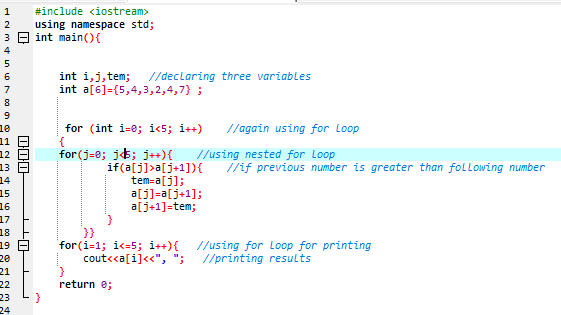 1 #include <iostream>
2 using namespace std;
3 int main(){
4
5
6 int i,j,tem; //declaring three variables
7 int a[6]={5,4,3,2,4,7} ;
8
9
10 for (int i=0; i<5; i++) //again using for loop
11 {
12 for(j=0; j<5; j++){ //using nested for loop
13 if(a[j]>a[j+1]){ //if previous number is greater than following number
14 tem=a[j];
15 a[j]=a[j+1];
16 a[j+1]=tem;
17 }
18 }}
19 for(i=1; i<=5; i++){ //using for loop for printing
20 cout<<a[i]<<", "; //printing results
21 }
22 return 0;
23 }
24